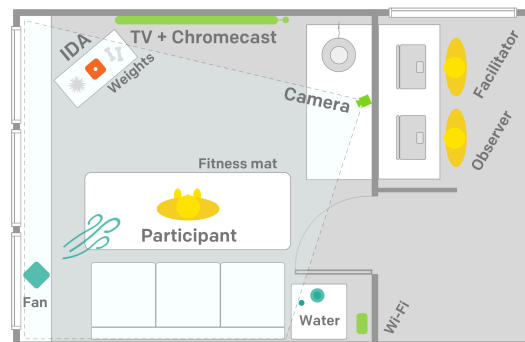 IDA
Weights
TV + Chromecast
Camera
Facilitator
Observer
Fitness mat
Participant
Fan
Water
Wi-Fi